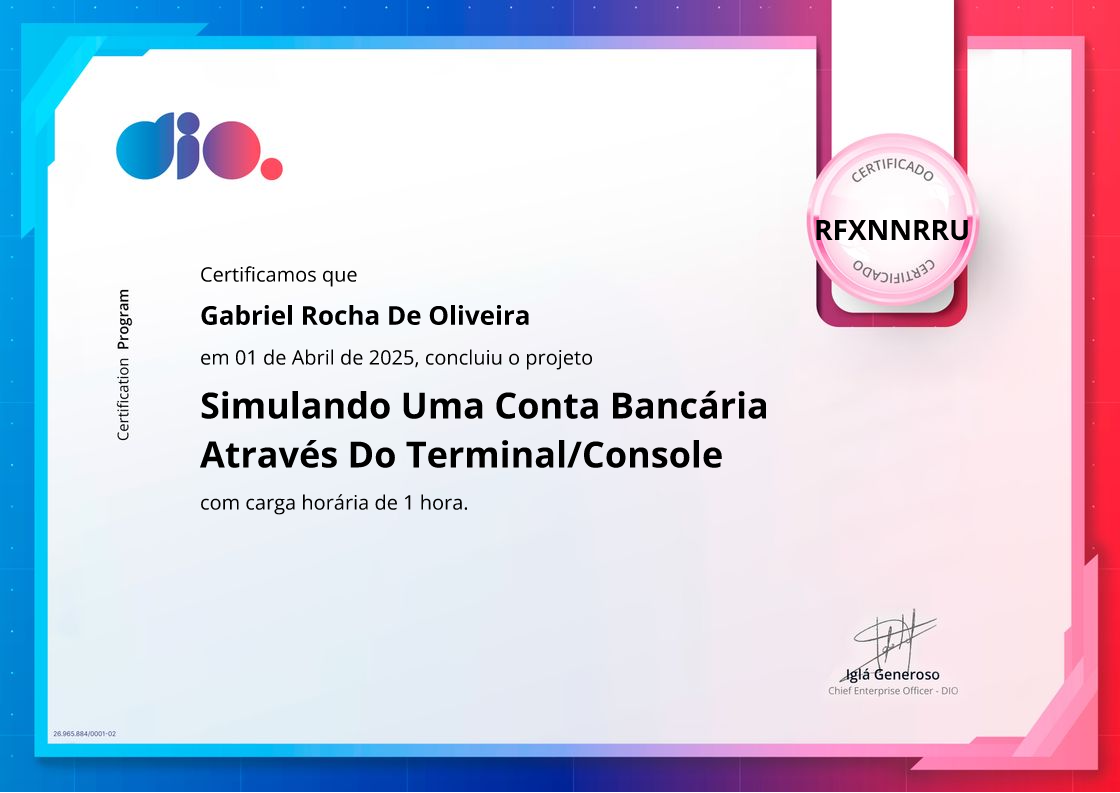 dio.
CERTIFICADO
RFXNNRRU
CERTIFICADO
Certification Program
Certificamos que
Gabriel Rocha De Oliveira
em 01 de Abril de 2025, concluiu o projeto
Simulando Uma Conta Bancária
Através Do Terminal/Console
com carga horária de 1 hora.
Iglá Generoso
Chief Enterprise Officer - DIO
26.965.884/0001-02